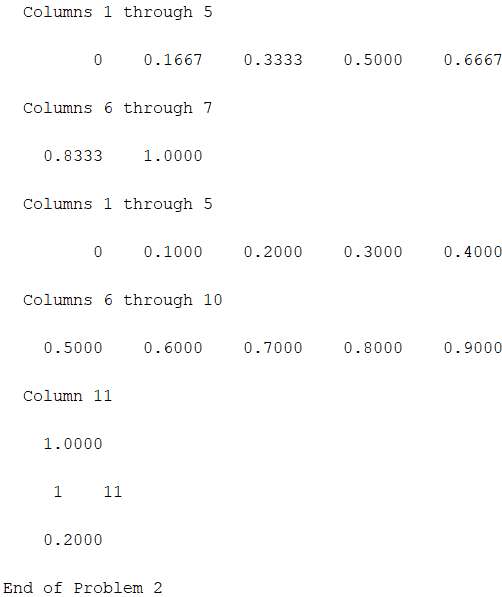 Columns 1 through 5
0 0.1667 0.3333 0.5000 0.6667
Columns 6 through 7
0.8333 1.0000
Columns 1 through 5
0 0.1000 0.2000 0.3000 0.4000
Columns 6 through 10
0.5000 0.6000 0.7000 0.8000 0.9000
Column 11
1.0000
1 11
0.2000
End of Problem 2